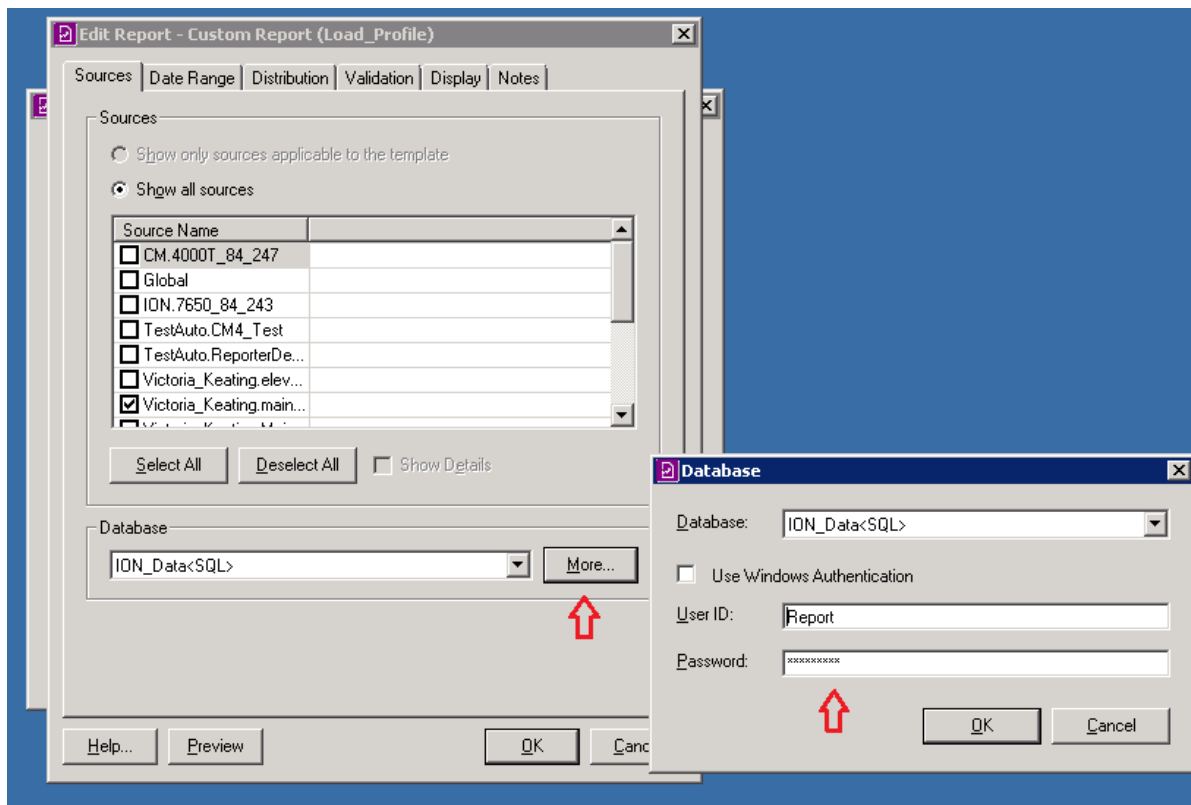 Edit Report - Custom Report (Load_Profile)
Sources Date Range Distribution Validation Display Notes
Sources
Show only sources applicable to the template
Show all sources
Source Name
CM.4000T_84_247
Global
ION.7650_84_243
TestAuto.CM4_Test
TestAuto.ReporterDe...
Victoria_Keating.elev...
Victoria_Keating.main...
Select All Deselect All Show Details
Database
ION_Data<SQL> More...
Help... Preview OK Canc
Database
Database: ION_Data<SQL>
Use Windows Authentication
User ID: Report
Password: ×××××××××
OK Cancel